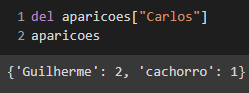 1 del aparicoes["Carlos"]
2 aparicoes
{'Guilherme': 2, 'cachorro': 1}